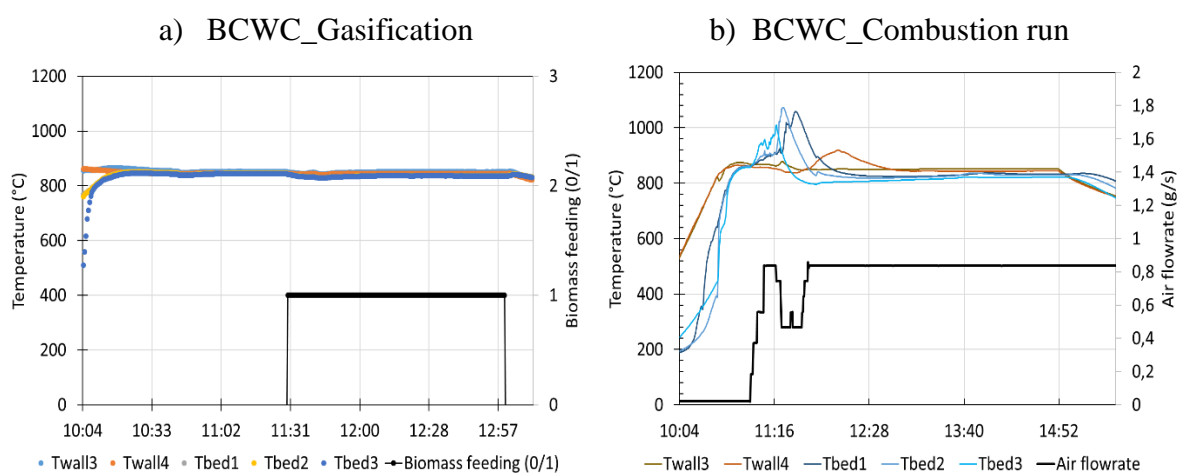 a) BCWC_Gasification
b) BCWC_Combustion run
1200
1000
800
600
400
200
0
Temperature (°C)
3
2
1
0
Biomass feeding (0/1)
10:04 10:33 11:02 11:31 12:00 12:28 12:57
Twall3 Twall4 Tbed1 Tbed2 Tbed3 Biomass feeding (0/1)
1200
1000
800
600
400
200
0
Temperature (°C)
2
1,8
1,6
1,4
1,2
1
0,8
0,6
0,4
0,2
0
Air flowrate (g/s)
10:04 11:16 12:28 13:40 14:52
Twall3 Twall4 Tbed1 Tbed2 Tbed3 Air flowrate